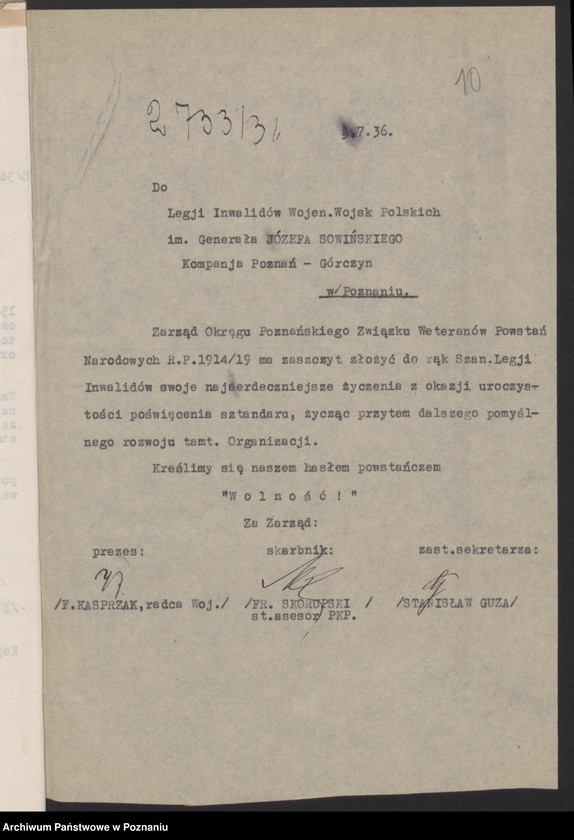 10
2733/36
3.7.36.
Do
Legji Inwalidów Wojen.Wojsk Polskich
im. Generała JÓZEFA SOWIŃSKIEGO
Kompanja Poznań - Górczyn
w Poznaniu.
Zarząd Okręgu Poznańskiego Związku Weteranów Powstań
Narodowych R.P.1914/19 ma zaszczyt złożyć do rąk Szan.Legji
Inwalidów swoje najserdeczniejsze życzenia z okazji uroczys-
tości poświęcenia sztandaru, życząc przytem dalszego pomyśl-
nego rozwoju tamt. Organizacji.
Kreślimy się naszem hasłem powstańczem
"W o l n o ś ć ! "
Za Zarząd:
prezes: skarbnik: zast.sekretarza:
/F.KASPRZAK,radca Woj./ /FR. SKORUPSKI / /STANISŁAW GUZA/
st.asesor PKP.
Archiwum Państwowe w Poznaniu